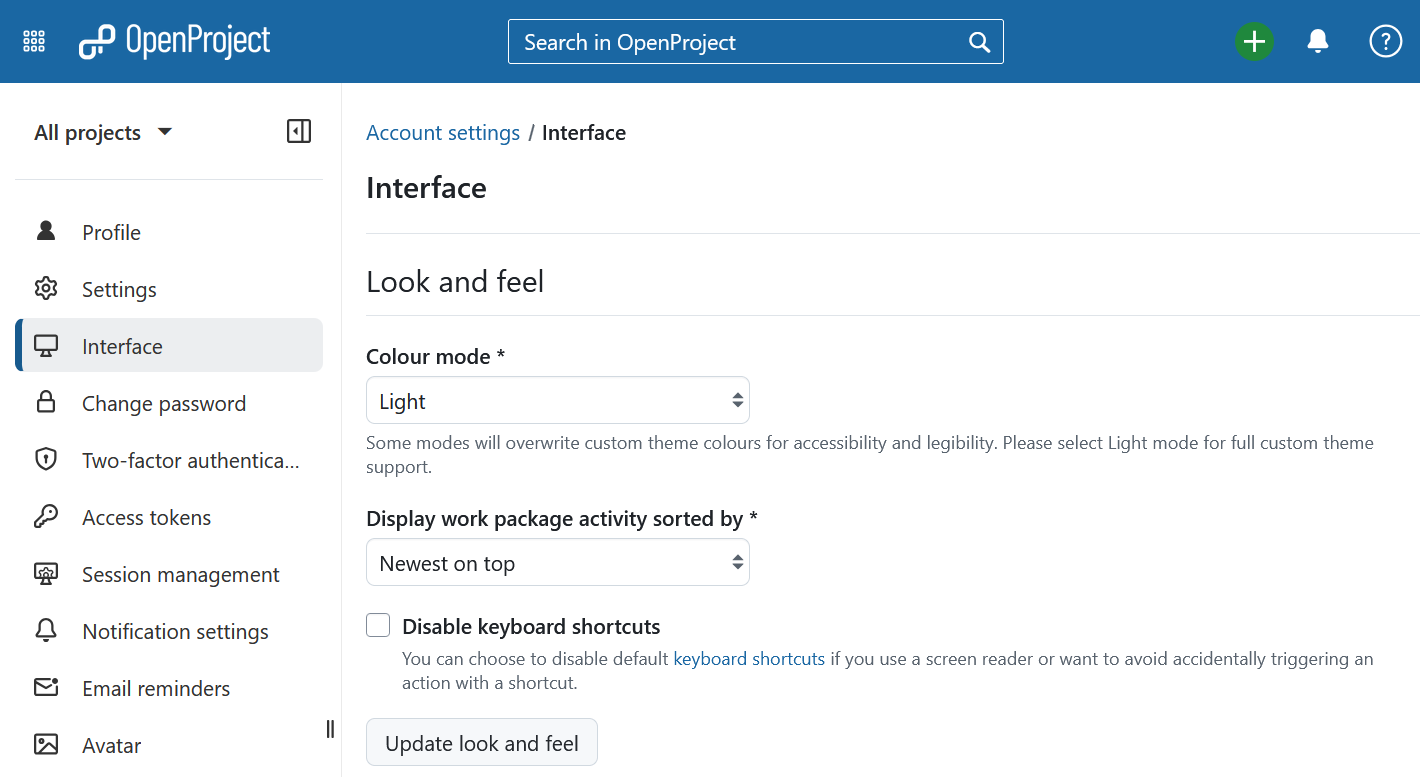 OpenProject
Search in OpenProject
All projects
Profile
Settings
Interface
Change password
Two-factor authentica...
Access tokens
Session management
Notification settings
Email reminders
Avatar
Account settings / Interface
Interface
Look and feel
Colour mode *
Light
Some modes will overwrite custom theme colours for accessibility and legibility. Please select Light mode for full custom theme
support.
Display work package activity sorted by *
Newest on top
Disable keyboard shortcuts
You can choose to disable default keyboard shortcuts if you use a screen reader or want to avoid accidentally triggering an
action with a shortcut.
Update look and feel